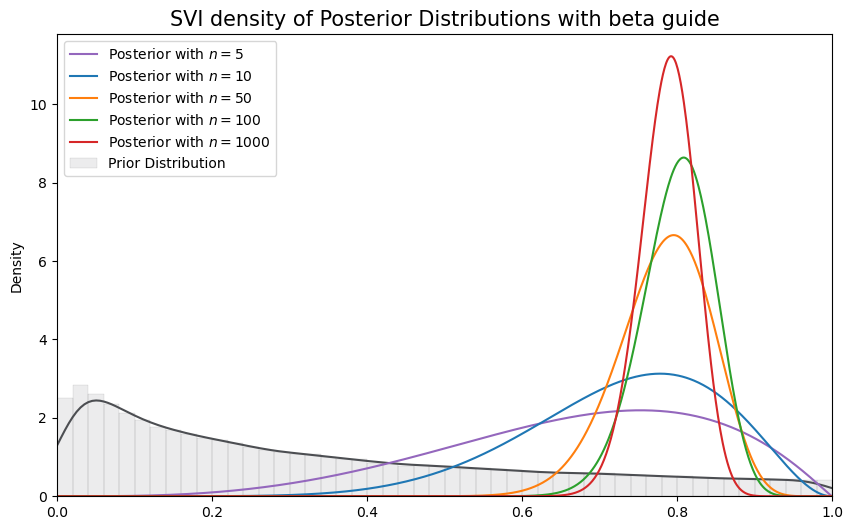 SVI density of Posterior Distributions with beta guide
Posterior with n = 5
Posterior with n = 10
Posterior with n = 50
Posterior with n = 100
Posterior with n = 1000
Prior Distribution
Density
10
8
6
4
2
0
0.0 0.2 0.4 0.6 0.8 1.0